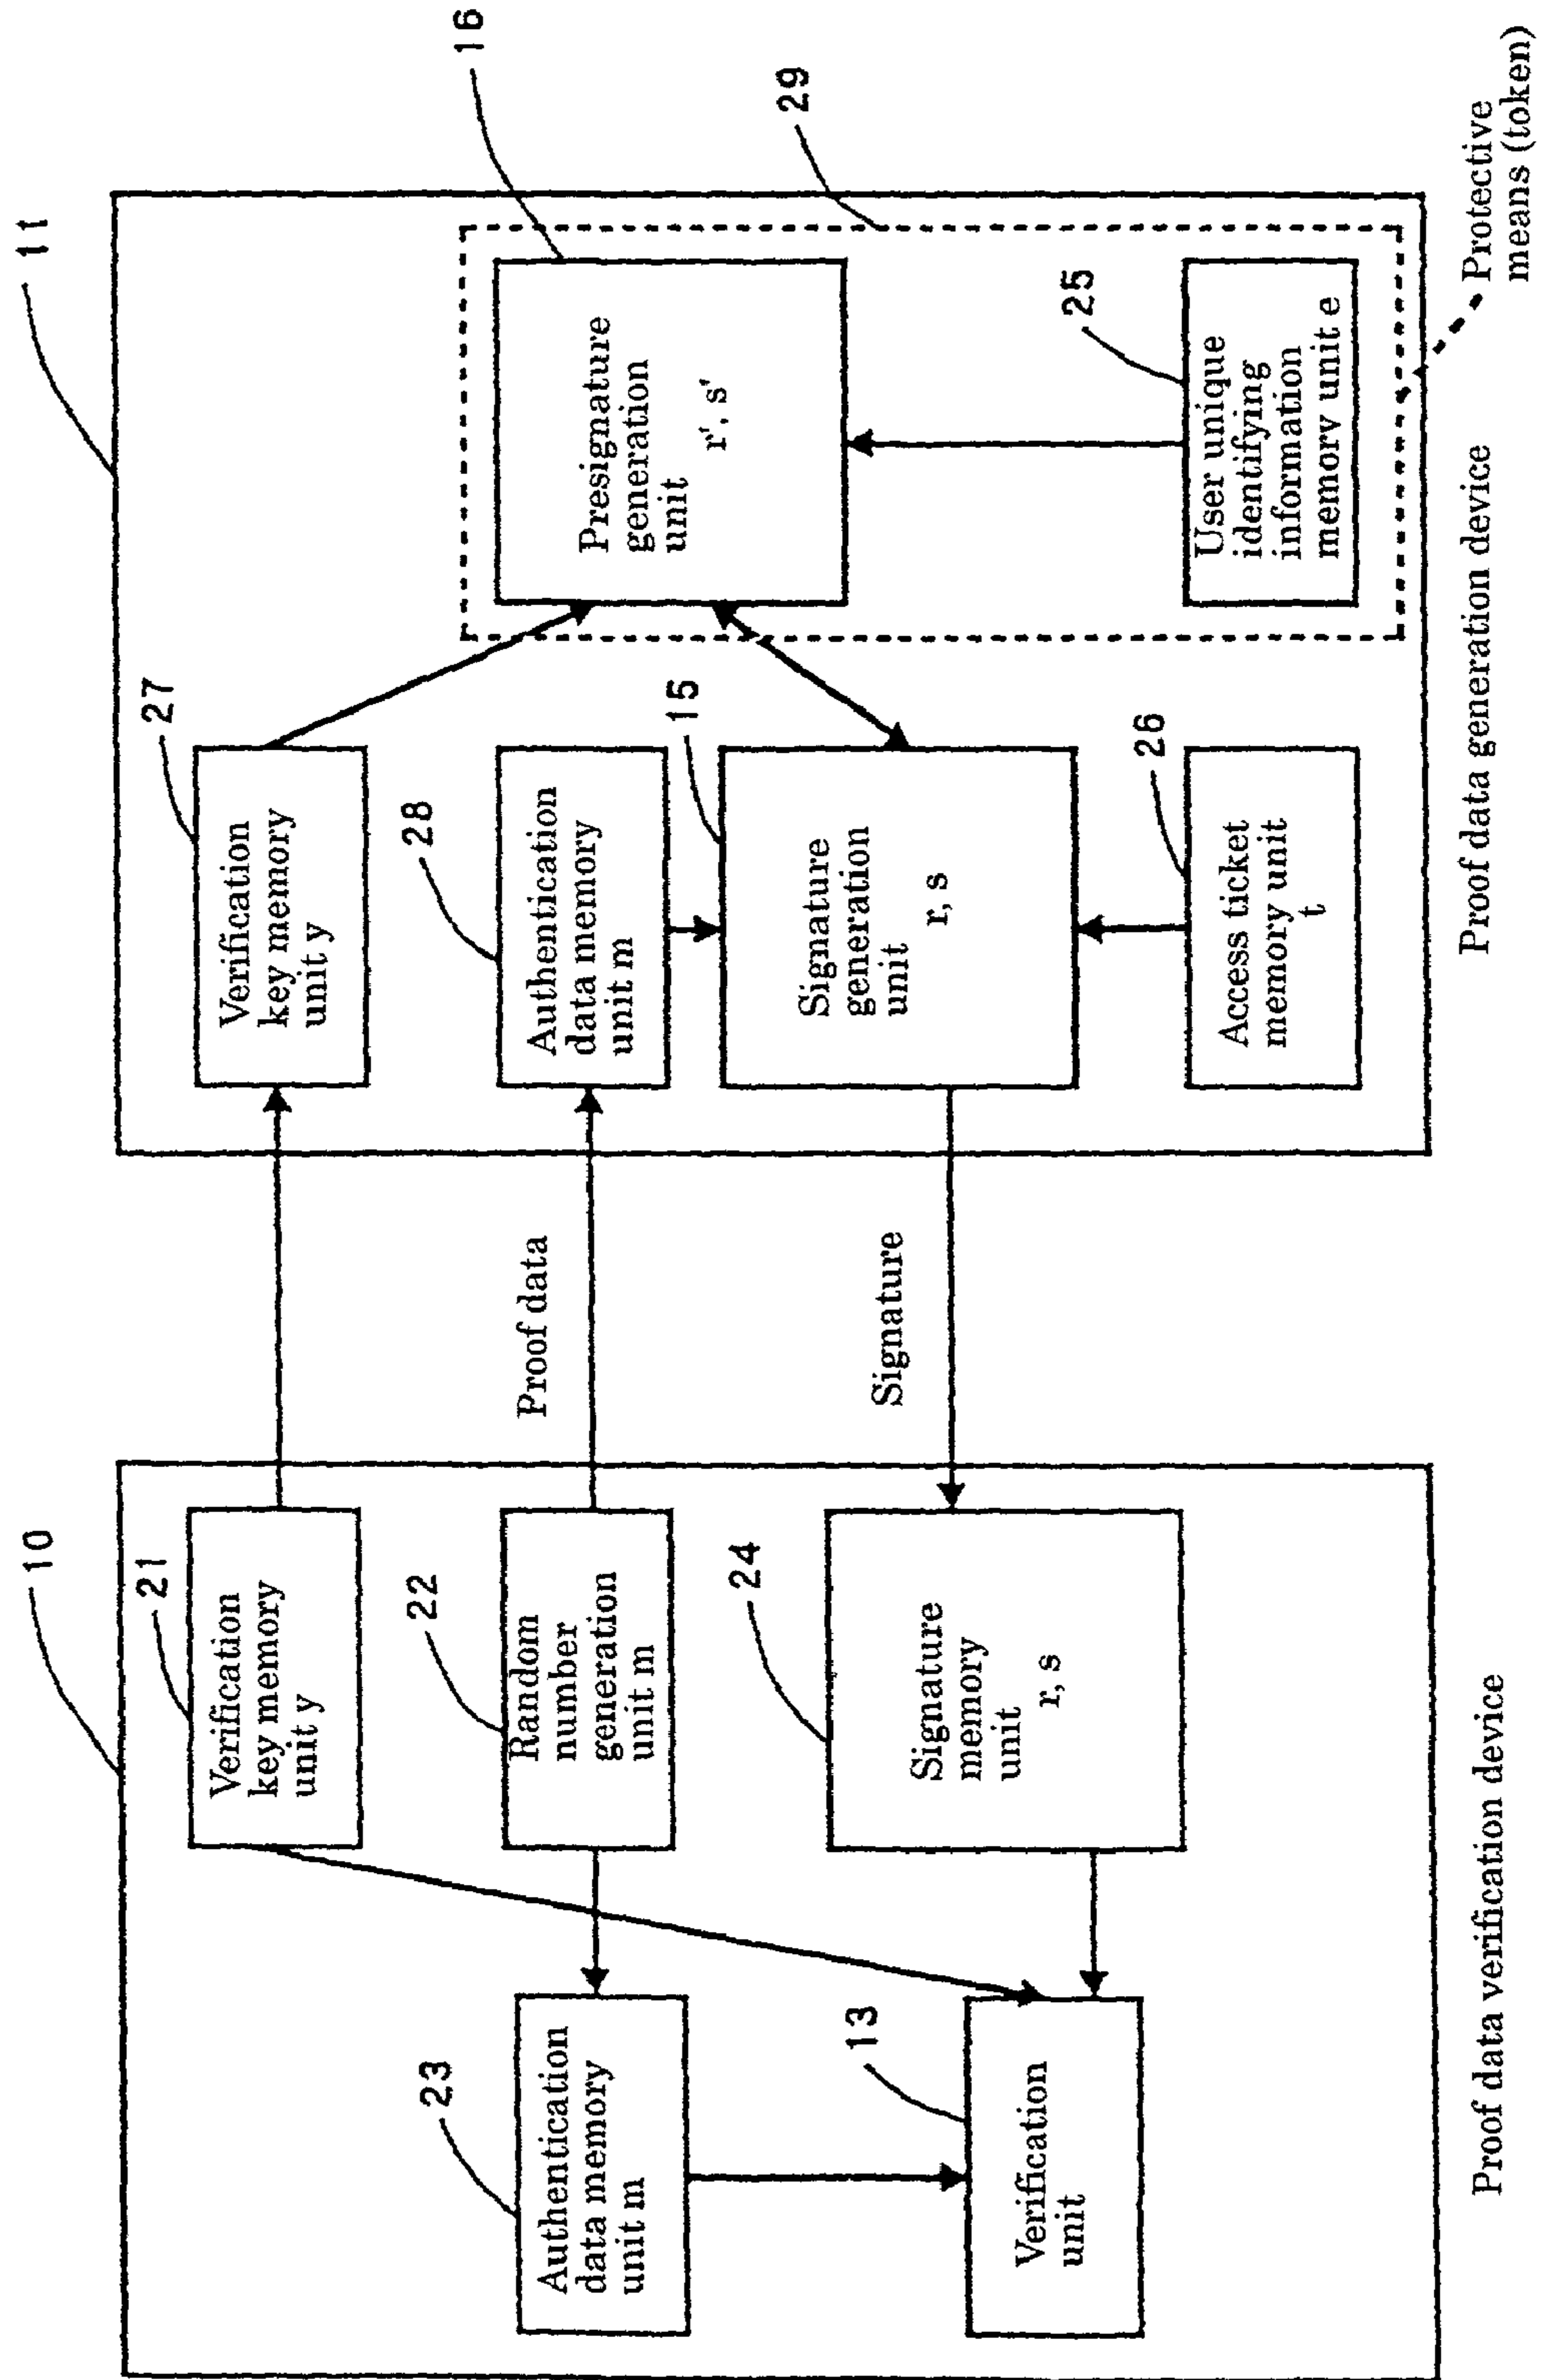 10
21
Verification
key memory
unit y
22
Random
number
generation
unit m
23
Authentication
data memory
unit m
24
Signature
memory
unit
r, s
13
Verification
unit
Proof data verification device
Proof data
Signature
11
27
Verification
key memory
unit y
28
Authentication
data memory
unit m
15
Signature
generation
unit
r, s
26
Access ticket
memory unit
t
16
Presignature
generation
unit
r', s'
29
25
User unique
identifying
information
memory unit e
Protective
means (token)
Proof data generation device